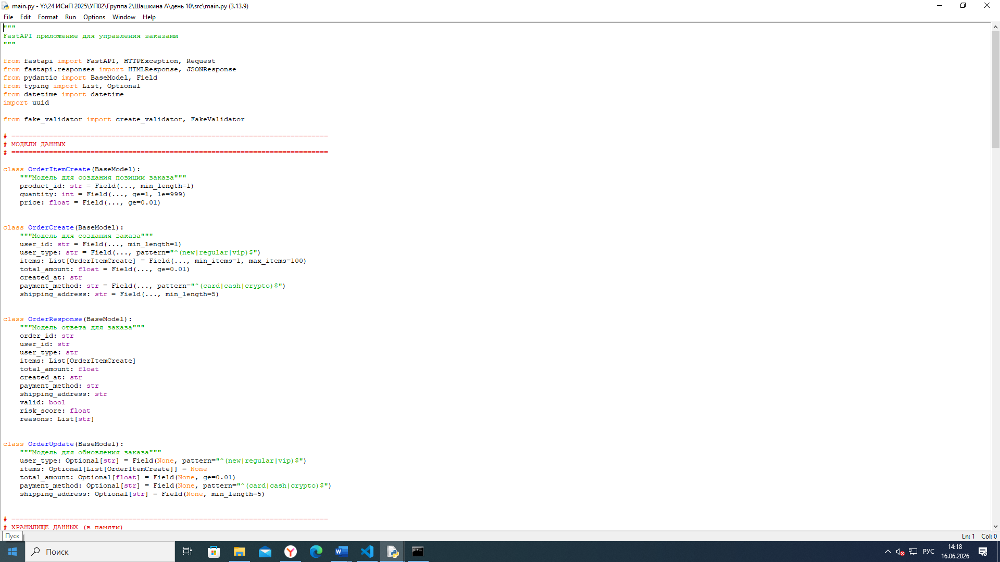 main.py - Y:\24 ИСиП 2025\УП02\Группа 2\Шашкина А\день 10\src\main.py (3.13.9)
File Edit Format Run Options Window Help
"""
FastAPI приложение для управления заказами
"""
from fastapi import FastAPI, HTTPException, Request
from fastapi.responses import HTMLResponse, JSONResponse
from pydantic import BaseModel, Field
from typing import List, Optional
from datetime import datetime
import uuid
from fake_validator import create_validator, FakeValidator
# ============================================================================
# МОДЕЛИ ДАННЫХ
# ============================================================================
class OrderItemCreate(BaseModel):
    """Модель для создания позиции заказа"""
    product_id: str = Field(..., min_length=1)
    quantity: int = Field(..., ge=1, le=999)
    price: float = Field(..., ge=0.01)
class OrderCreate(BaseModel):
    """Модель для создания заказа"""
    user_id: str = Field(..., min_length=1)
    user_type: str = Field(..., pattern="^(new|regular|vip)$")
    items: List[OrderItemCreate] = Field(..., min_items=1, max_items=100)
    total_amount: float = Field(..., ge=0.01)
    created_at: str
    payment_method: str = Field(..., pattern="^(card|cash|crypto)$")
    shipping_address: str = Field(..., min_length=5)
class OrderResponse(BaseModel):
    """Модель ответа для заказа"""
    order_id: str
    user_id: str
    user_type: str
    items: List[OrderItemCreate]
    total_amount: float
    created_at: str
    payment_method: str
    shipping_address: str
    valid: bool
    risk_score: float
    reasons: List[str]
class OrderUpdate(BaseModel):
    """Модель для обновления заказа"""
    user_type: Optional[str] = Field(None, pattern="^(new|regular|vip)$")
    items: Optional[List[OrderItemCreate]] = None
    total_amount: Optional[float] = Field(None, ge=0.01)
    payment_method: Optional[str] = Field(None, pattern="^(card|cash|crypto)$")
    shipping_address: Optional[str] = Field(None, min_length=5)
# ============================================================================
# ХРАНИЛИЩЕ ДАННЫХ (в памяти)
Ln: 1 Col: 0
Пуск
Поиск
РУС
14:18
16.06.2026